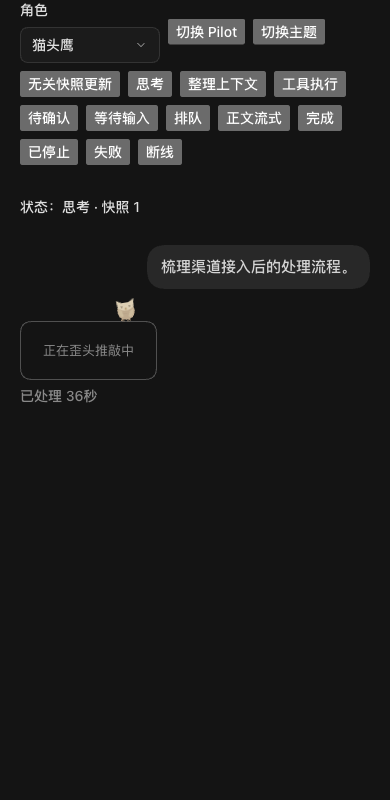 角色
猫头鹰
切换 Pilot 切换主题
无关快照更新 思考 整理上下文 工具执行
待确认 等待输入 排队 正文流式 完成
已停止 失败 断线
状态：思考 · 快照 1
梳理渠道接入后的处理流程。
正在歪头推敲中
已处理 36秒